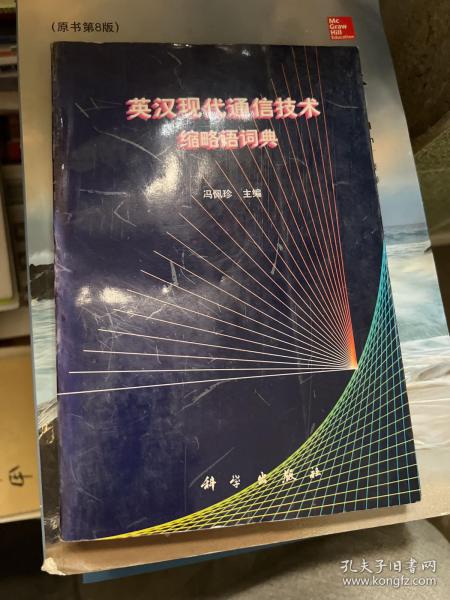 (原书第8版)
Mc
Graw
Hill
Education
英汉现代通信技术
缩略语词典
冯佩珍 主编
科学出版社
孔夫子旧书网
www.kongfz.com